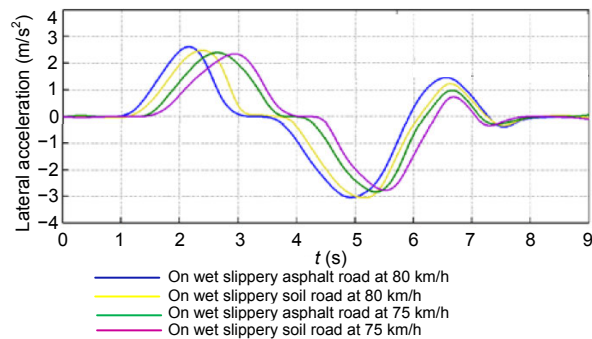 Lateral acceleration (m/s²)
4
3
2
1
0
−1
−2
−3
−4
0 1 2 3 4 5 6 7 8 9
t (s)
On wet slippery asphalt road at 80 km/h
On wet slippery soil road at 80 km/h
On wet slippery asphalt road at 75 km/h
On wet slippery soil road at 75 km/h